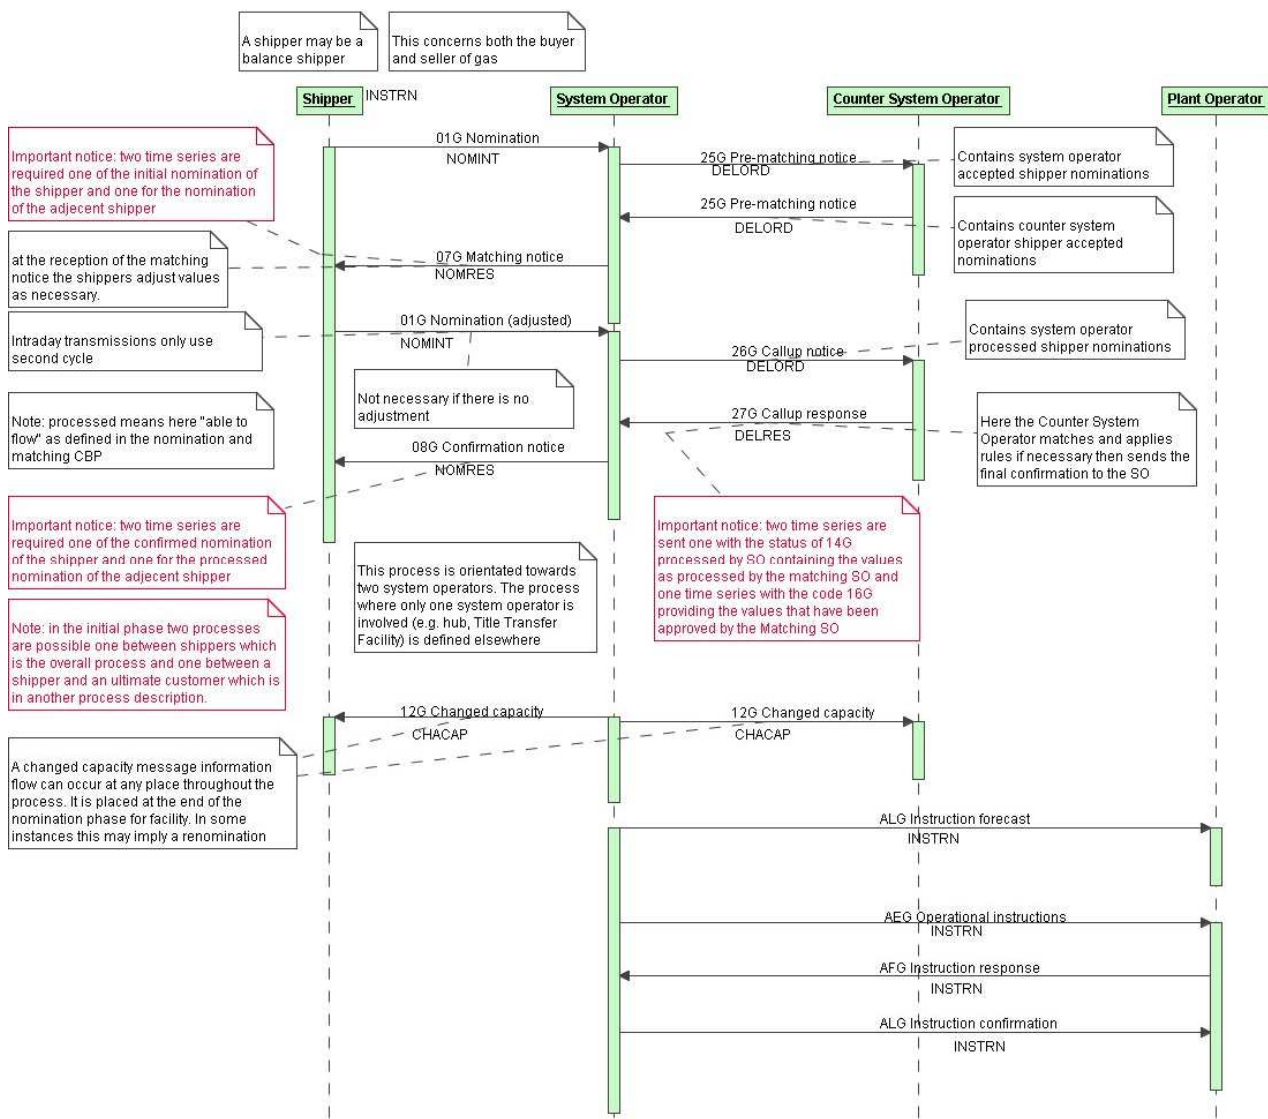 A shipper may be a
balance shipper
This concerns both the buyer
and seller of gas
Shipper
INSTRN
System Operator
Counter System Operator
Plant Operator
Important notice: two time series are
required one of the initial nomination of
the shipper and one for the nomination
of the adjecent shipper
01G Nomination
NOMINT
25G Pre-matching notice
DELORD
Contains system operator
accepted shipper nominations
25G Pre-matching notice
DELORD
Contains counter system
operator shipper accepted
nominations
at the reception of the matching
notice the shippers adjust values
as necessary.
07G Matching notice
NOMRES
Intraday transmissions only use
second cycle
01G Nomination (adjusted)
NOMINT
26G Callup notice
DELORD
Contains system operator
processed shipper nominations
Not necessary if there is no
adjustment
Note: processed means here "able to
flow" as defined in the nomination and
matching CBP
27G Callup response
DELRES
Here the Counter System
Operator matches and applies
rules if necessary then sends the
final confirmation to the SO
08G Confirmation notice
NOMRES
Important notice: two time series are
required one of the confirmed nomination
of the shipper and one for the processed
nomination of the adjecent shipper
Important notice: two time series are
sent one with the status of 14G
processed by SO containing the values
as processed by the matching SO and
one time series with the code 16G
providing the values that have been
approved by the Matching SO
This process is orientated towards
two system operators. The process
where only one system operator is
involved (e.g. hub, Title Transfer
Facility) is defined elsewhere
Note: in the initial phase two processes
are possible one between shippers which
is the overall process and one between a
shipper and an ultimate customer which is
in another process description.
12G Changed capacity
CHACAP
12G Changed capacity
CHACAP
A changed capacity message information
flow can occur at any place throughout the
process. It is placed at the end of the
nomination phase for facility. In some
instances this may imply a renomination
ALG Instruction forecast
INSTRN
AEG Operational instructions
INSTRN
AFG Instruction response
INSTRN
ALG Instruction confirmation
INSTRN